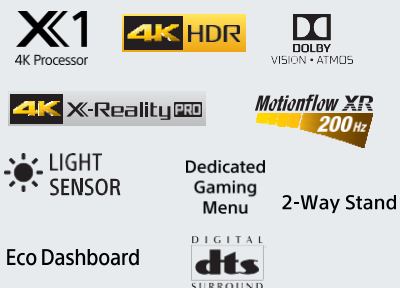 X1
4K Processor
4K HDR
DOLBY
VISION • ATMOS
4K X-Reality PRO
Motionflow XR
200 Hz
LIGHT
SENSOR
Dedicated
Gaming
Menu
2-Way Stand
Eco Dashboard
DIGITAL
dts
SURROUND